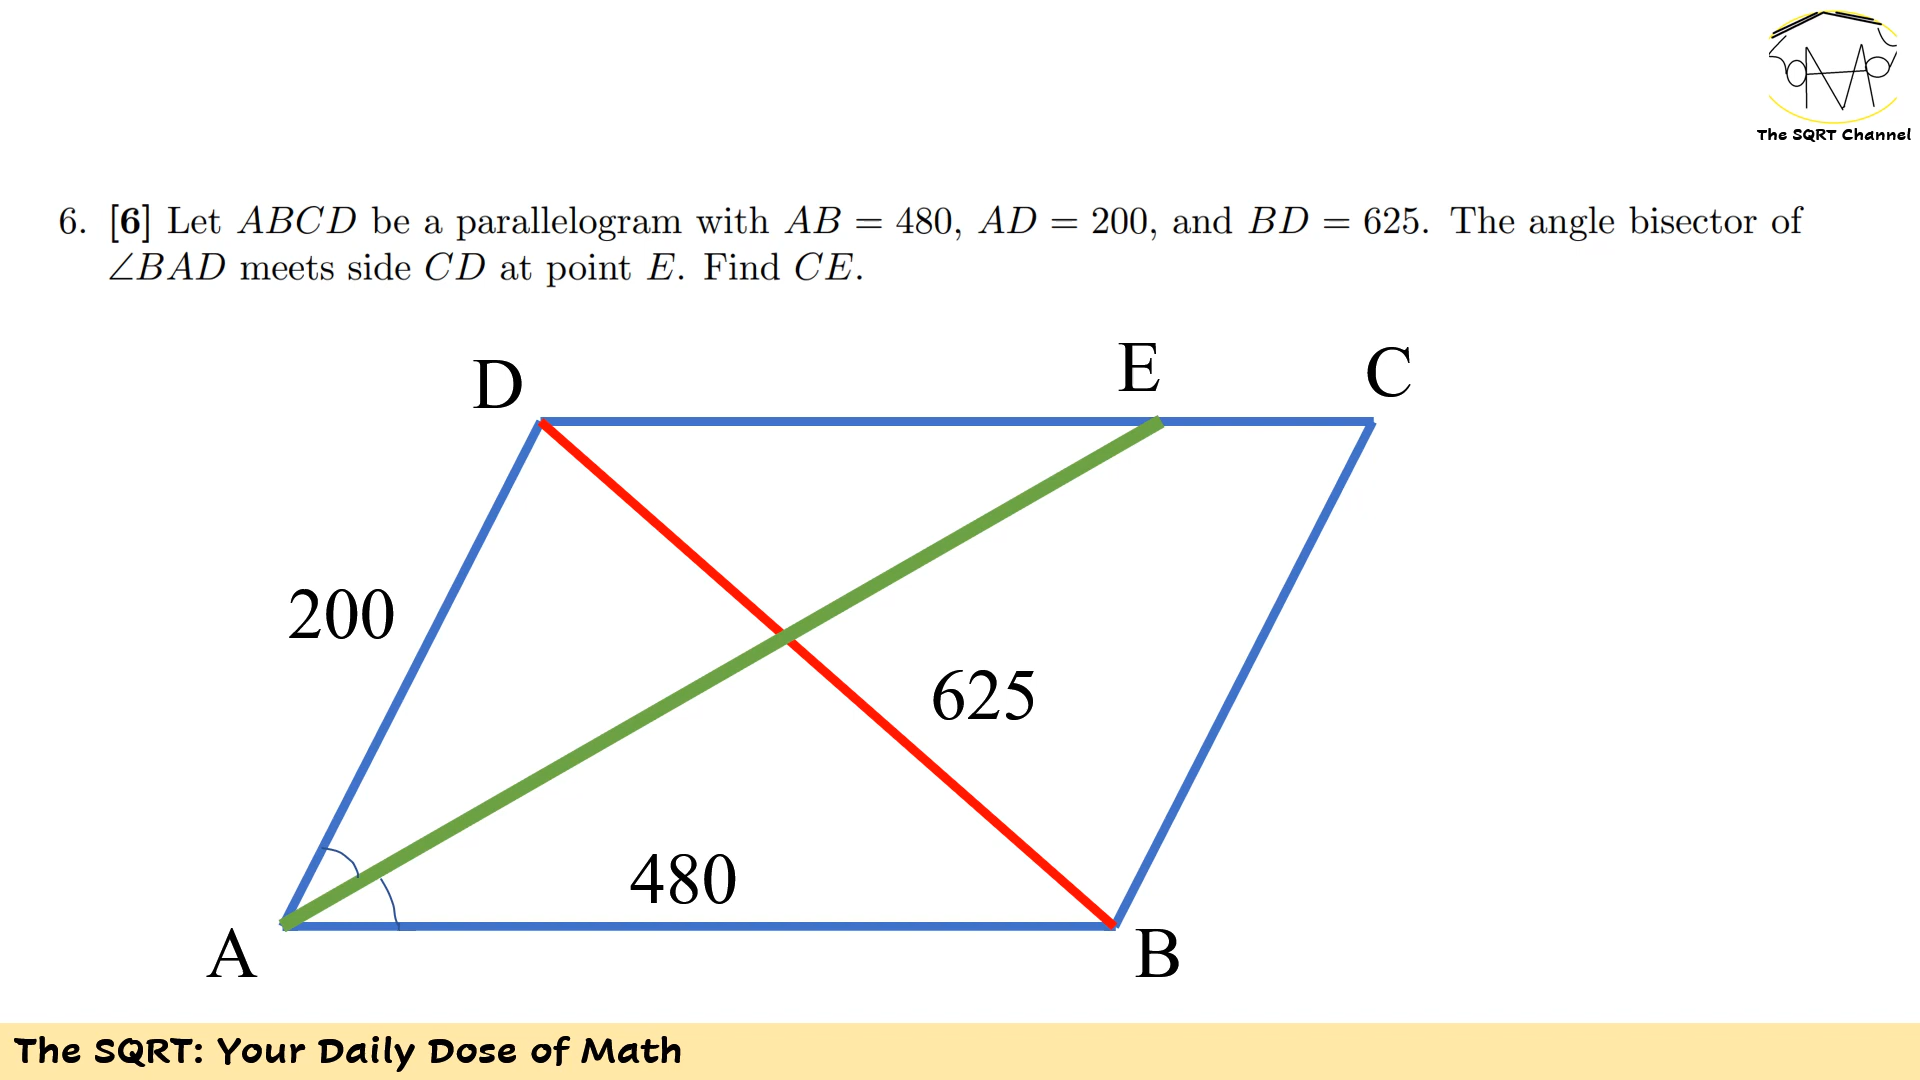 The SQRT Channel
6. [6] Let ABCD be a parallelogram with AB = 480, AD = 200, and BD = 625. The angle bisector of
∠BAD meets side CD at point E. Find CE.
D E C
200
625
480
A B
The SQRT: Your Daily Dose of Math